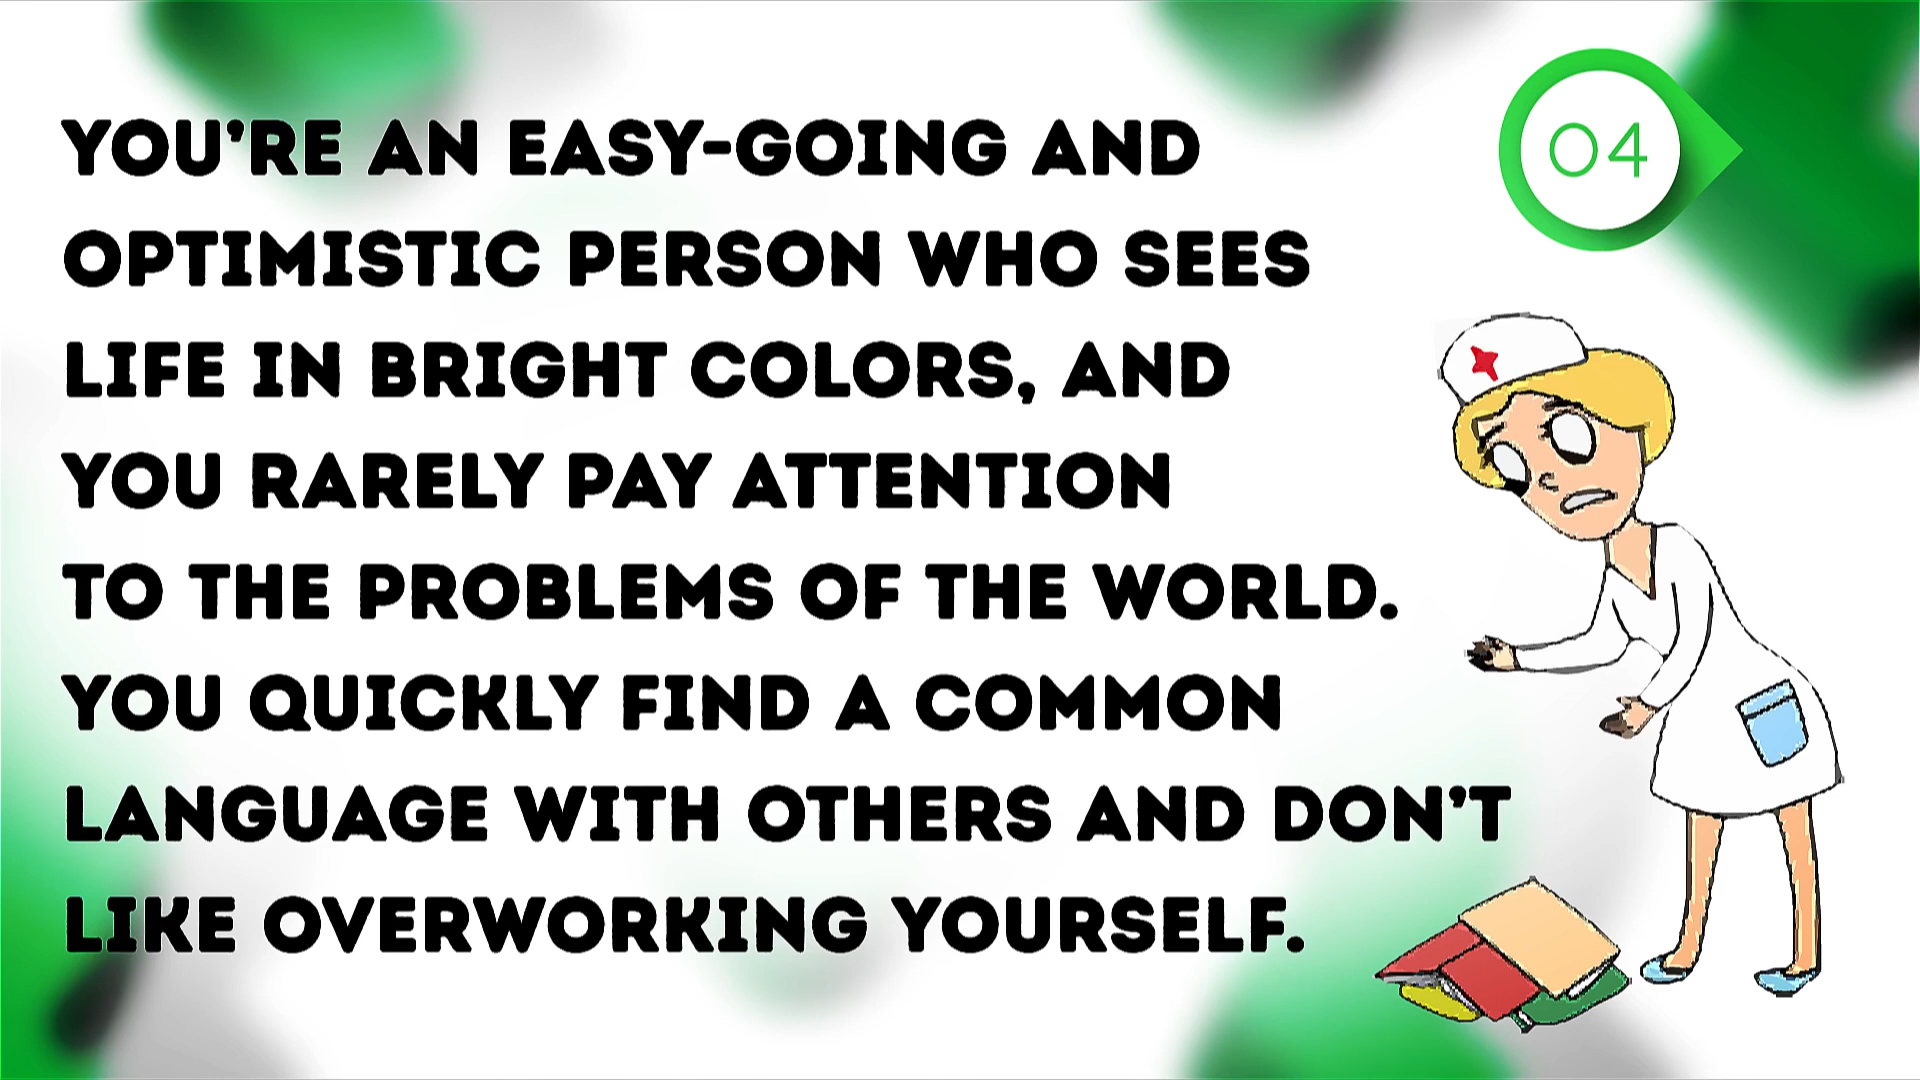 YOU'RE AN EASY-GOING AND
OPTIMISTIC PERSON WHO SEES
LIFE IN BRIGHT COLORS, AND
YOU RARELY PAY ATTENTION
TO THE PROBLEMS OF THE WORLD.
YOU QUICKLY FIND A COMMON
LANGUAGE WITH OTHERS AND DON'T
LIKE OVERWORKING YOURSELF.
04